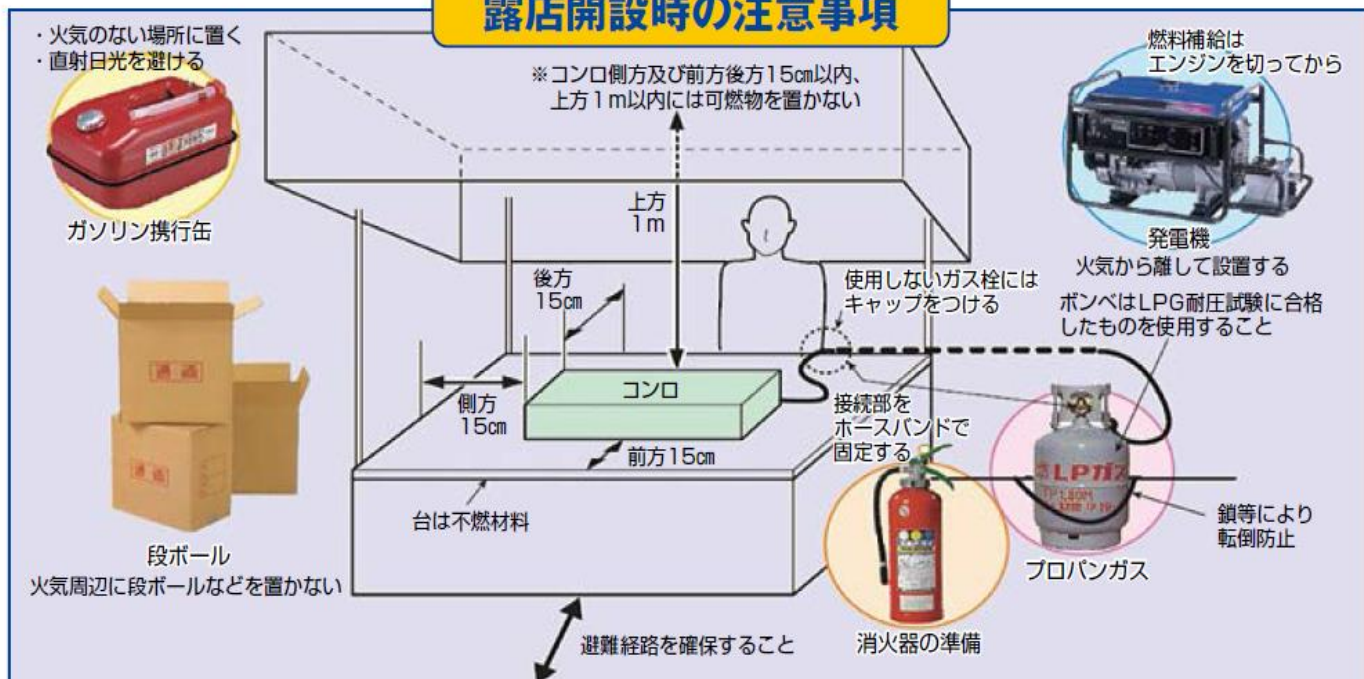 露店開設時の注意事項
・火気のない場所に置く
・直射日光を避ける
ガソリン携行缶
※コンロ側方及び前方後方15㎝以内、
上方1m以内には可燃物を置かない
燃料補給は
エンジンを切ってから
発電機
火気から離して設置する
上方
1m
後方
15㎝
使用しないガス栓には
キャップをつける
ボンベはLPG耐圧試験に合格
したものを使用すること
側方
15㎝
コンロ
前方15㎝
接続部を
ホースバンドで
固定する
台は不燃材料
LPガス
鎖等により
転倒防止
プロパンガス
段ボール
火気周辺に段ボールなどを置かない
消火器の準備
避難経路を確保すること